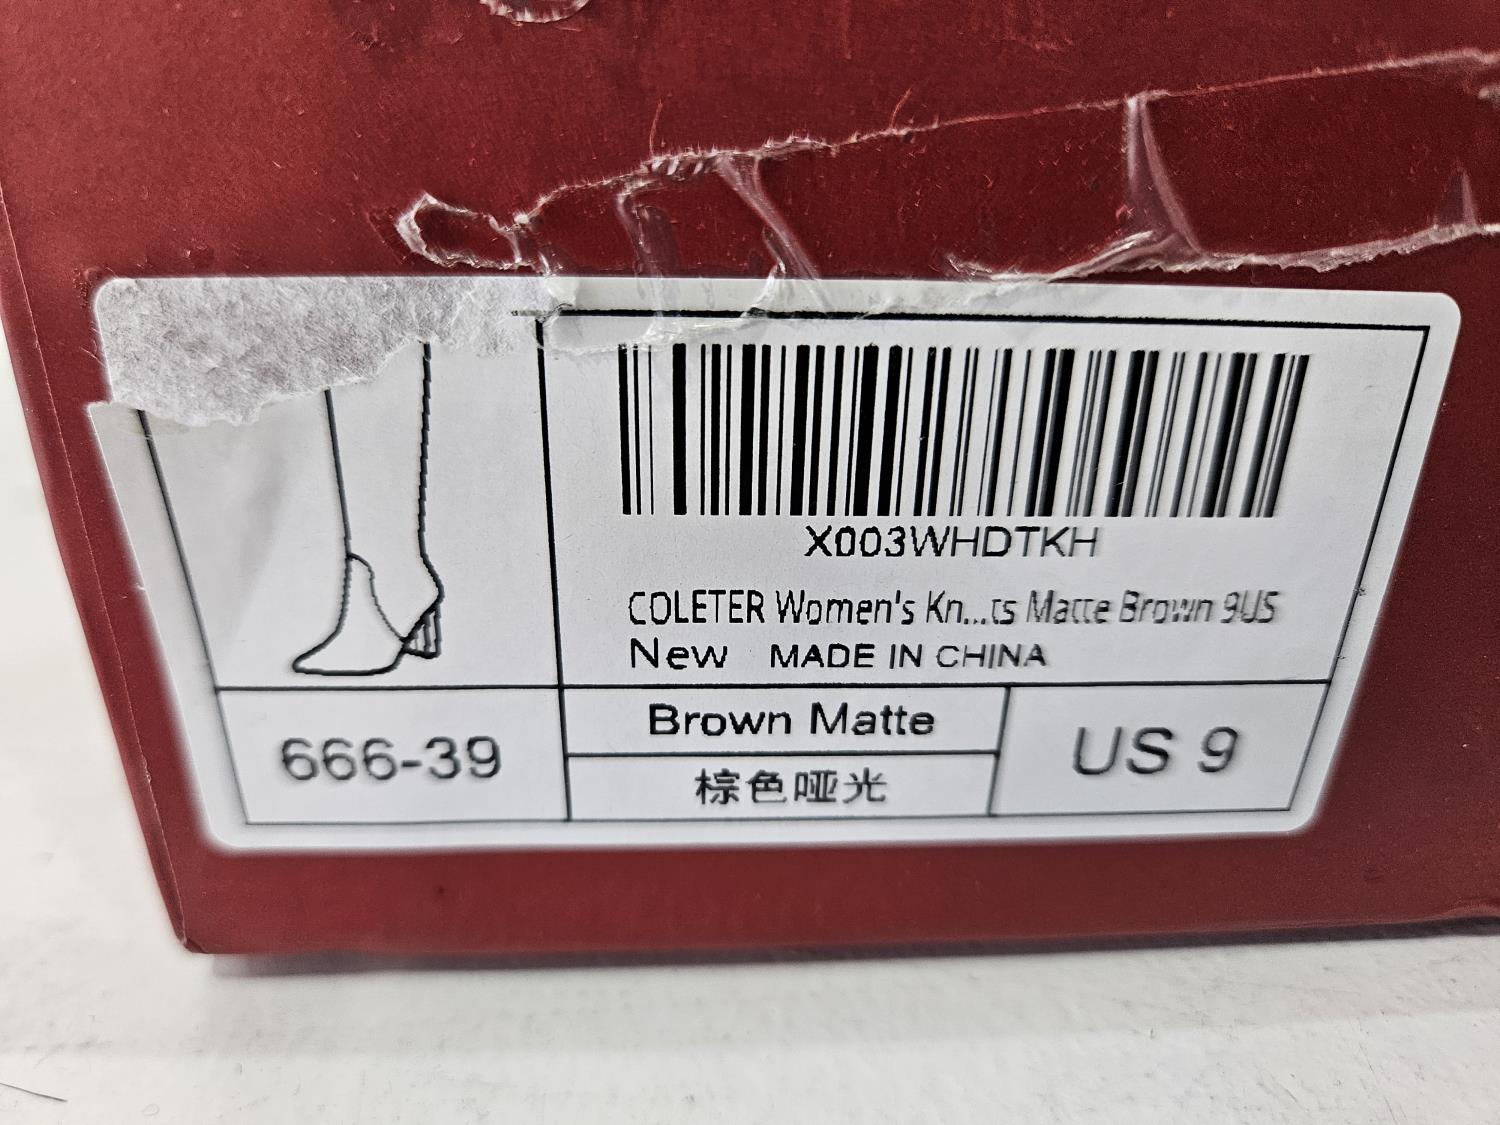 X003WHDTKH
COLETER Women's Kn...ts Matte Brown 9US
New MADE IN CHINA
Brown Matte
666-39
US 9
棕色哑光